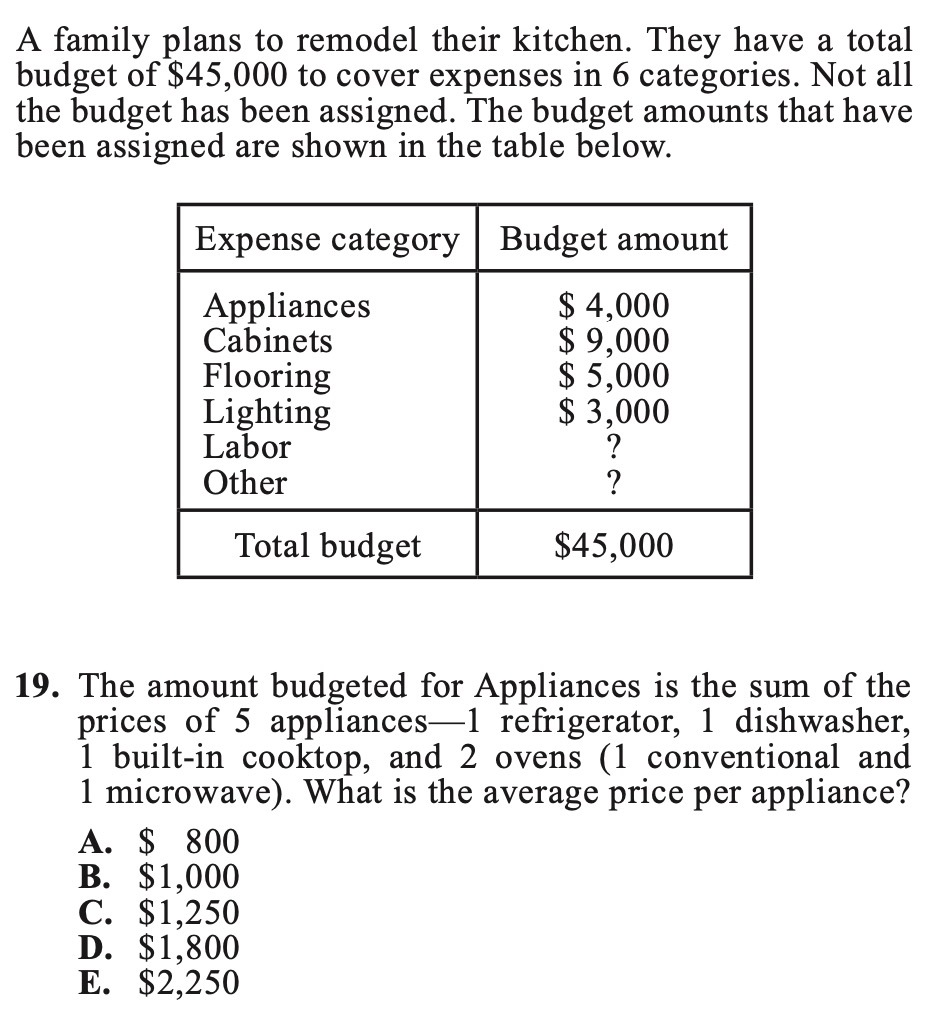 A family plans to remodel their kitchen. They have a total
budget of $45,000 to cover expenses in 6 categories. Not all
the budget has been assigned. The budget amounts that have
been assigned are shown in the table below.
Expense category Budget amount
Appliances $ 4,000
Cabinets $ 9,000
Flooring $ 5,000
Lighting $ 3,000
Labor ?
Other ?
Total budget $45,000
19. The amount budgeted for Appliances is the sum of the
prices of 5 appliances—1 refrigerator, 1 dishwasher,
1 built-in cooktop, and 2 ovens (1 conventional and
1 microwave). What is the average price per appliance?
A. $ 800
B. $1,000
C. $1,250
D. $1,800
E. $2,250